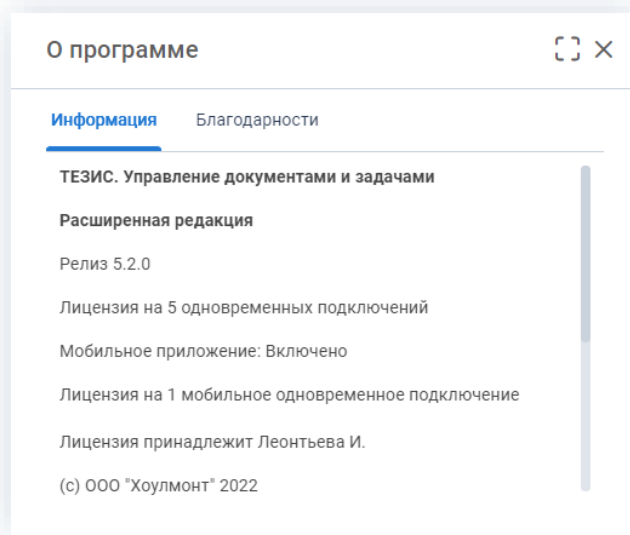 О программе
Информация Благодарности
ТЕЗИС. Управление документами и задачами
Расширенная редакция
Релиз 5.2.0
Лицензия на 5 одновременных подключений
Мобильное приложение: Включено
Лицензия на 1 мобильное одновременное подключение
Лицензия принадлежит Леонтьева И.
(c) ООО "Хоулмонт" 2022